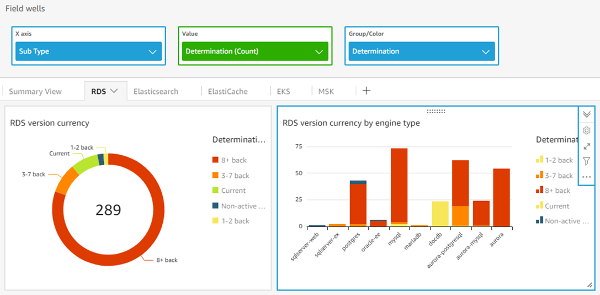 Field wells
X axis
Sub Type
Value
Determination (Count)
Group/Color
Determination
Summary View
RDS
Elasticsearch
ElastiCache
EKS
MSK
RDS version currency
Determinati...
8+ back
3-7 back
Current
Non-active ...
1-2 back
1-2 back
Current
3-7 back
289
8+ back
RDS version currency by engine type
75
50
25
0
sqlserver-web
sqlserver-ex
postgres
oracle-ee
mysql
mariadb
docdb
aurora-postgresql
aurora-mysql
aurora
Determ
1-2 back
3-7 back
8+ back
Current
Non-active ...